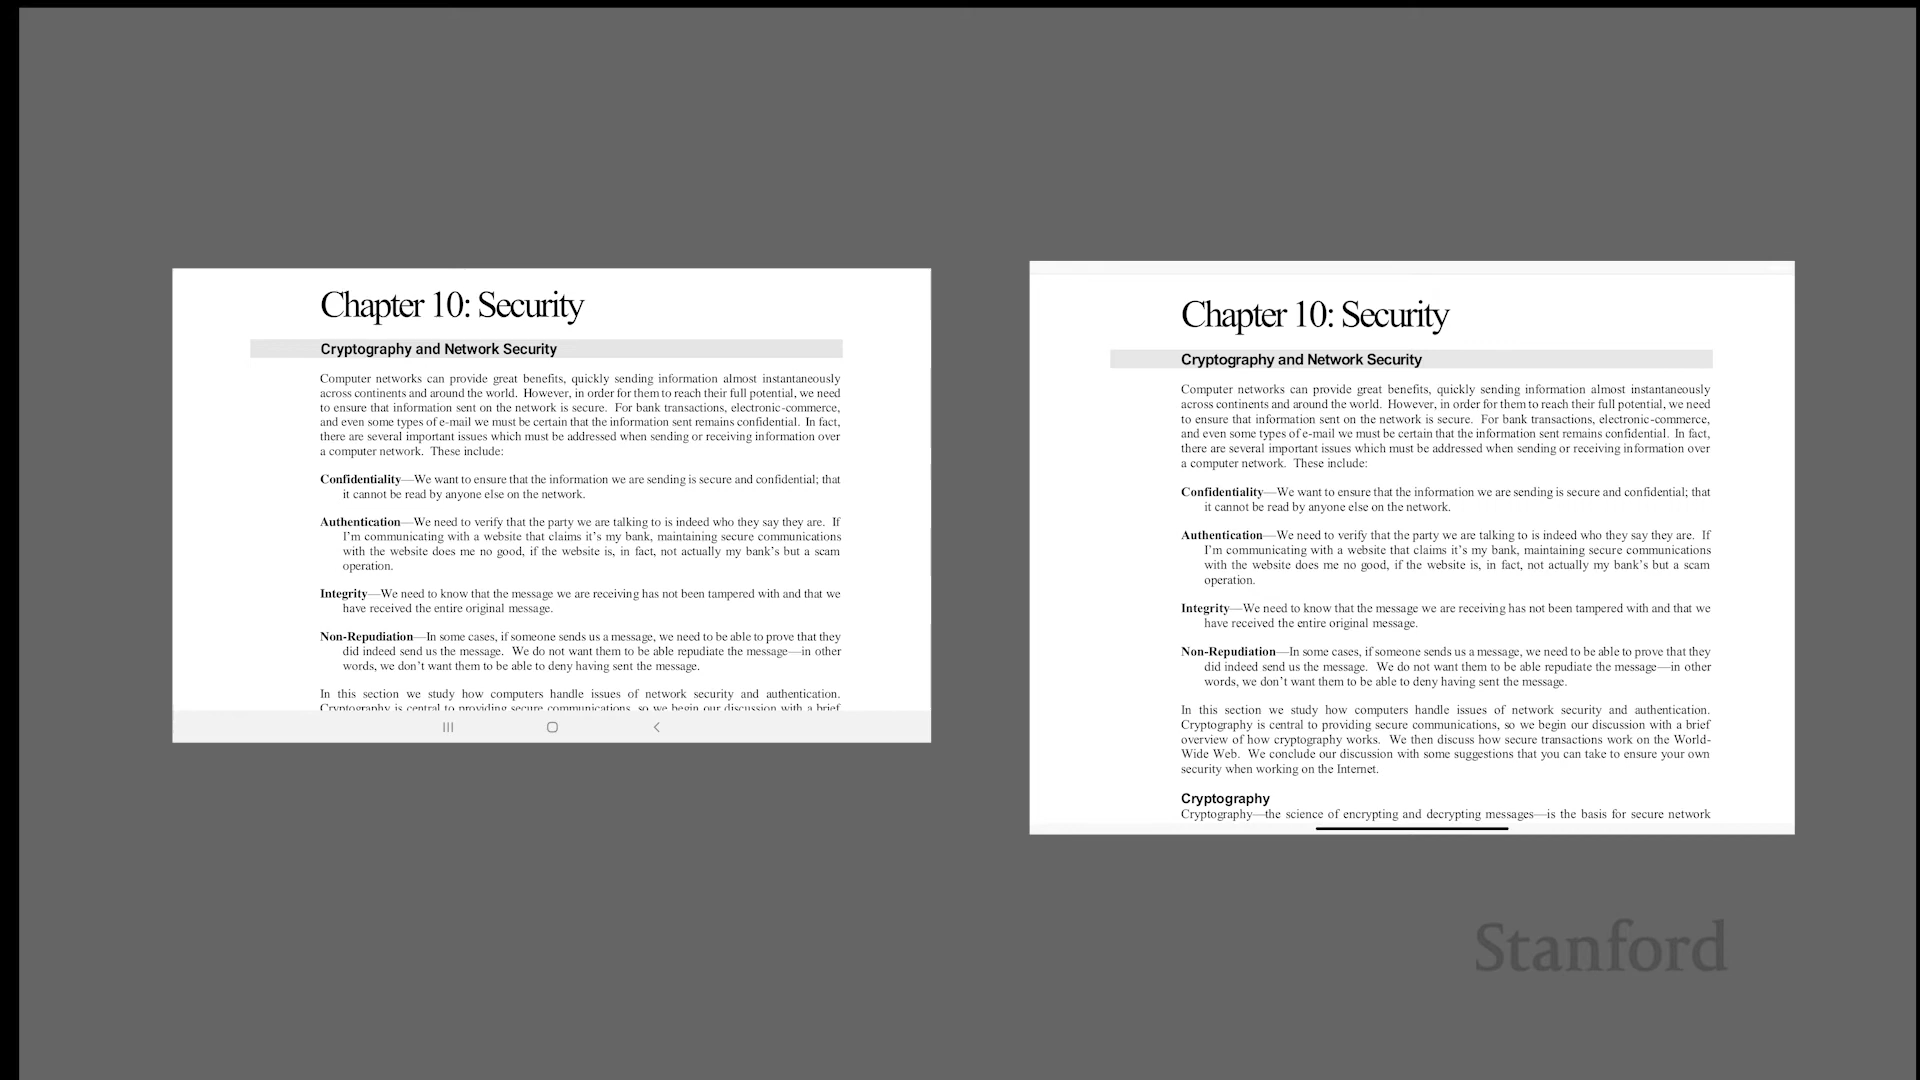 Chapter 10: Security
Cryptography and Network Security
Computer networks can provide great benefits, quickly sending information almost instantaneously
across continents and around the world. However, in order for them to reach their full potential, we need
to ensure that information sent on the network is secure. For bank transactions, electronic-commerce,
and even some types of e-mail we must be certain that the information sent remains confidential. In fact,
there are several important issues which must be addressed when sending or receiving information over
a computer network. These include:
Confidentiality—We want to ensure that the information we are sending is secure and confidential; that
it cannot be read by anyone else on the network.
Authentication—We need to verify that the party we are talking to is indeed who they say they are. If
I'm communicating with a website that claims it's my bank, maintaining secure communications
with the website does me no good, if the website is, in fact, not actually my bank's but a scam
operation.
Integrity—We need to know that the message we are receiving has not been tampered with and that we
have received the entire original message.
Non-Repudiation—In some cases, if someone sends us a message, we need to be able to prove that they
did indeed send us the message. We do not want them to be able repudiate the message—in other
words, we don't want them to be able to deny having sent the message.
In this section we study how computers handle issues of network security and authentication.
Cryptography is central to providing secure communications, so we begin our discussion with a brief
Chapter 10: Security
Cryptography and Network Security
Computer networks can provide great benefits, quickly sending information almost instantaneously
across continents and around the world. However, in order for them to reach their full potential, we need
to ensure that information sent on the network is secure. For bank transactions, electronic-commerce,
and even some types of e-mail we must be certain that the information sent remains confidential. In fact,
there are several important issues which must be addressed when sending or receiving information over
a computer network. These include:
Confidentiality—We want to ensure that the information we are sending is secure and confidential; that
it cannot be read by anyone else on the network.
Authentication—We need to verify that the party we are talking to is indeed who they say they are. If
I'm communicating with a website that claims it's my bank, maintaining secure communications
with the website does me no good, if the website is, in fact, not actually my bank's but a scam
operation.
Integrity—We need to know that the message we are receiving has not been tampered with and that we
have received the entire original message.
Non-Repudiation—In some cases, if someone sends us a message, we need to be able to prove that they
did indeed send us the message. We do not want them to be able repudiate the message—in other
words, we don't want them to be able to deny having sent the message.
In this section we study how computers handle issues of network security and authentication.
Cryptography is central to providing secure communications, so we begin our discussion with a brief
overview of how cryptography works. We then discuss how secure transactions work on the World-
Wide Web. We conclude our discussion with some suggestions that you can take to ensure your own
security when working on the Internet.
Cryptography
Cryptography—the science of encrypting and decrypting messages—is the basis for secure network
Stanford